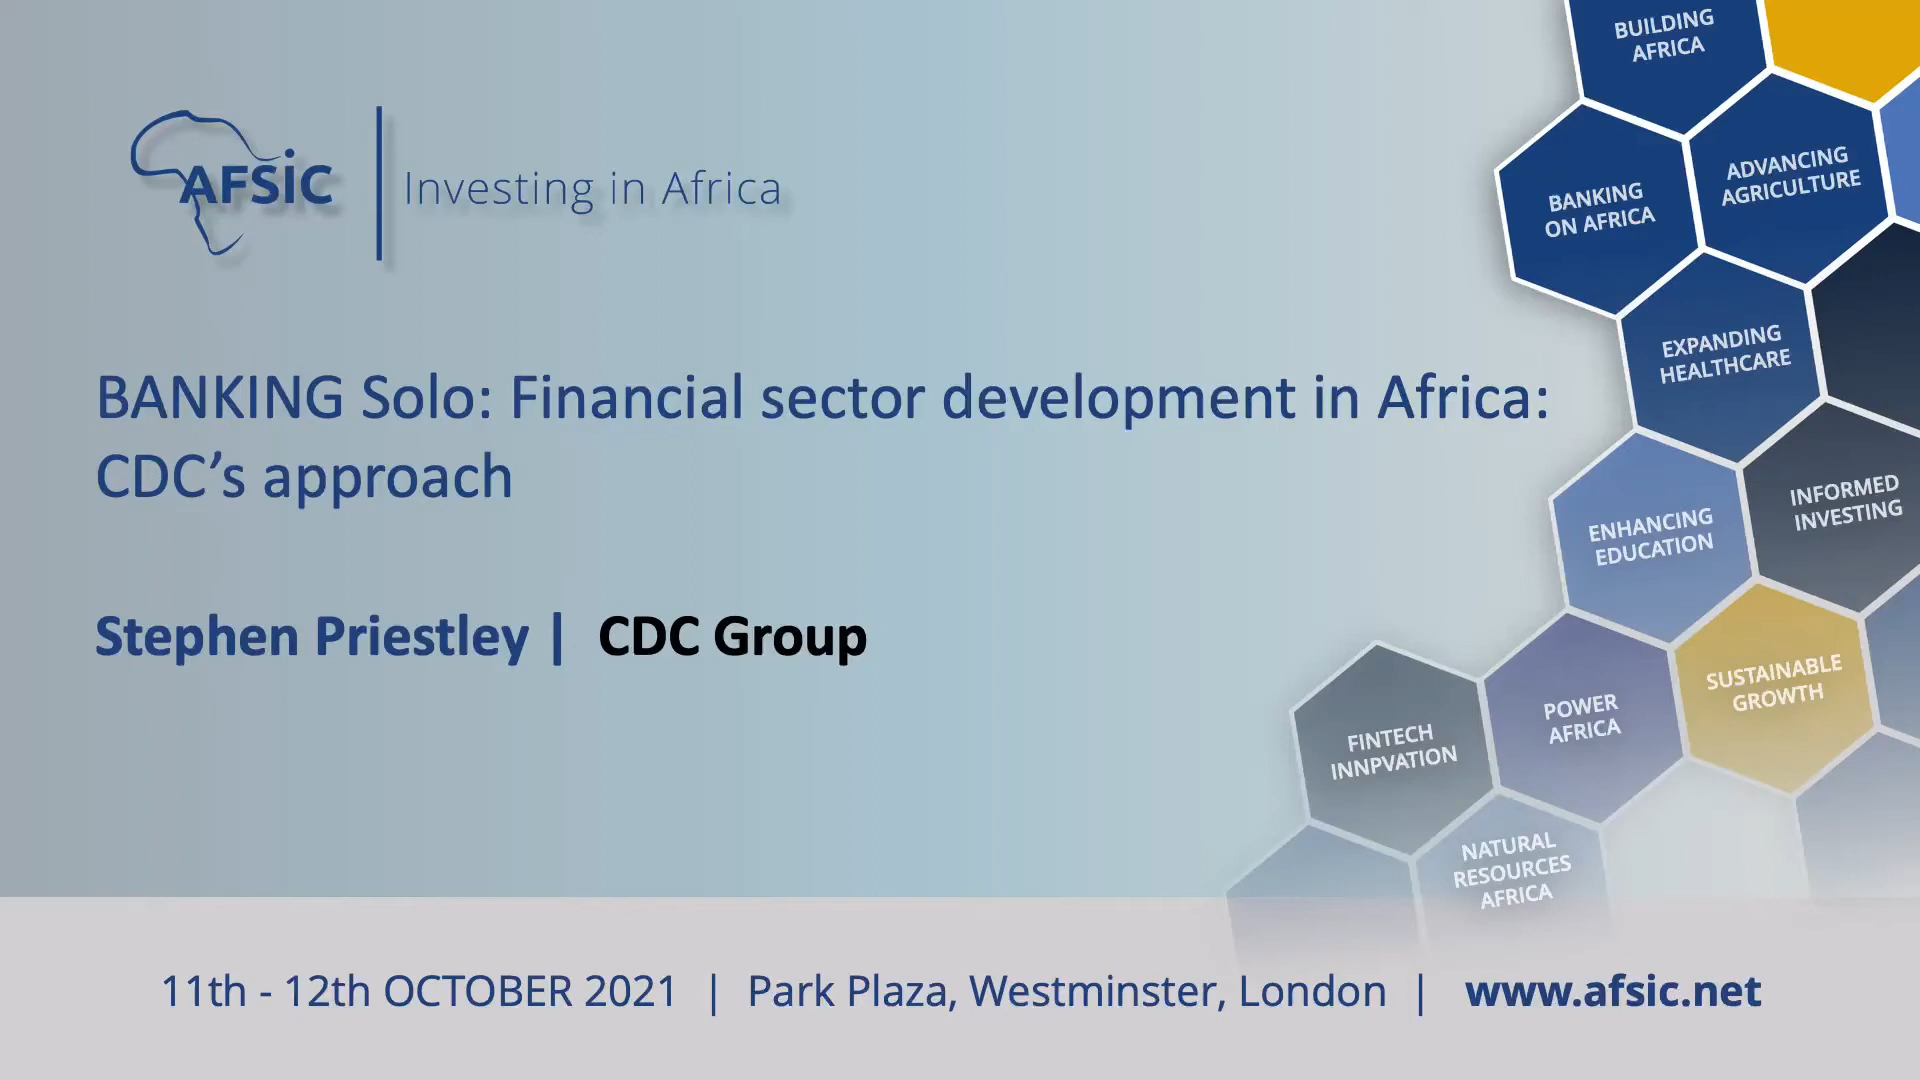 AFSIC
Investing in Africa
BANKING Solo: Financial sector development in Africa:
CDC’s approach
Stephen Priestley | CDC Group
BUILDING
AFRICA
BANKING
ON AFRICA
ADVANCING
AGRICULTURE
EXPANDING
HEALTHCARE
ENHANCING
EDUCATION
INFORMED
INVESTING
SUSTAINABLE
GROWTH
POWER
AFRICA
FINTECH
INNPVATION
NATURAL
RESOURCES
AFRICA
11th - 12th OCTOBER 2021 | Park Plaza, Westminster, London | www.afsic.net